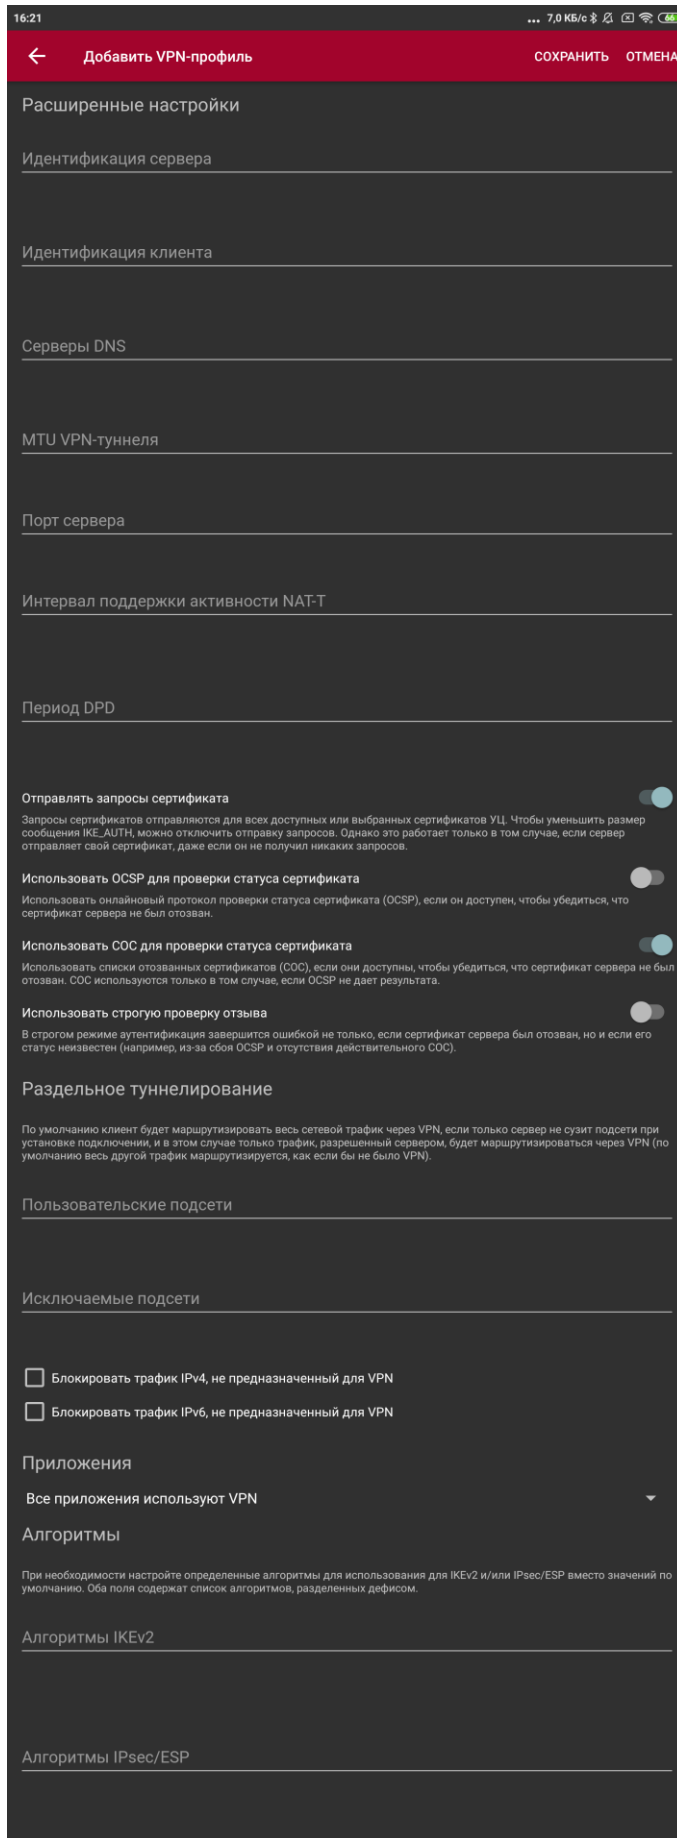 16:21
... 7,0 КБ/с 66
Добавить VPN-профиль СОХРАНИТЬ ОТМЕНА
Расширенные настройки
Идентификация сервера
Идентификация клиента
Серверы DNS
MTU VPN-туннеля
Порт сервера
Интервал поддержки активности NAT-T
Период DPD
Отправлять запросы сертификата
Запросы сертификатов отправляются для всех доступных или выбранных сертификатов УЦ. Чтобы уменьшить размер
сообщения IKE_AUTH, можно отключить отправку запросов. Однако это работает только в том случае, если сервер
отправляет свой сертификат, даже если он не получил никаких запросов.
Использовать OCSP для проверки статуса сертификата
Использовать онлайновый протокол проверки статуса сертификата (OCSP), если он доступен, чтобы убедиться, что
сертификат сервера не был отозван.
Использовать СОС для проверки статуса сертификата
Использовать списки отозванных сертификатов (СОС), если они доступны, чтобы убедиться, что сертификат сервера не был
отозван. СОС используются только в том случае, если OCSP не дает результата.
Использовать строгую проверку отзыва
В строгом режиме аутентификация завершится ошибкой не только, если сертификат сервера был отозван, но и если его
статус неизвестен (например, из-за сбоя OCSP и отсутствия действительного СОС).
Раздельное туннелирование
По умолчанию клиент будет маршрутизировать весь сетевой трафик через VPN, если только сервер не сузит подсети при
установке подключении, и в этом случае только трафик, разрешенный сервером, будет маршрутизироваться через VPN (по
умолчанию весь другой трафик маршрутизируется, как если бы не было VPN).
Пользовательские подсети
Исключаемые подсети
Блокировать трафик IPv4, не предназначенный для VPN
Блокировать трафик IPv6, не предназначенный для VPN
Приложения
Все приложения используют VPN
Алгоритмы
При необходимости настройте определенные алгоритмы для использования для IKEv2 и/или IPsec/ESP вместо значений по
умолчанию. Оба поля содержат список алгоритмов, разделенных дефисом.
Алгоритмы IKEv2
Алгоритмы IPsec/ESP